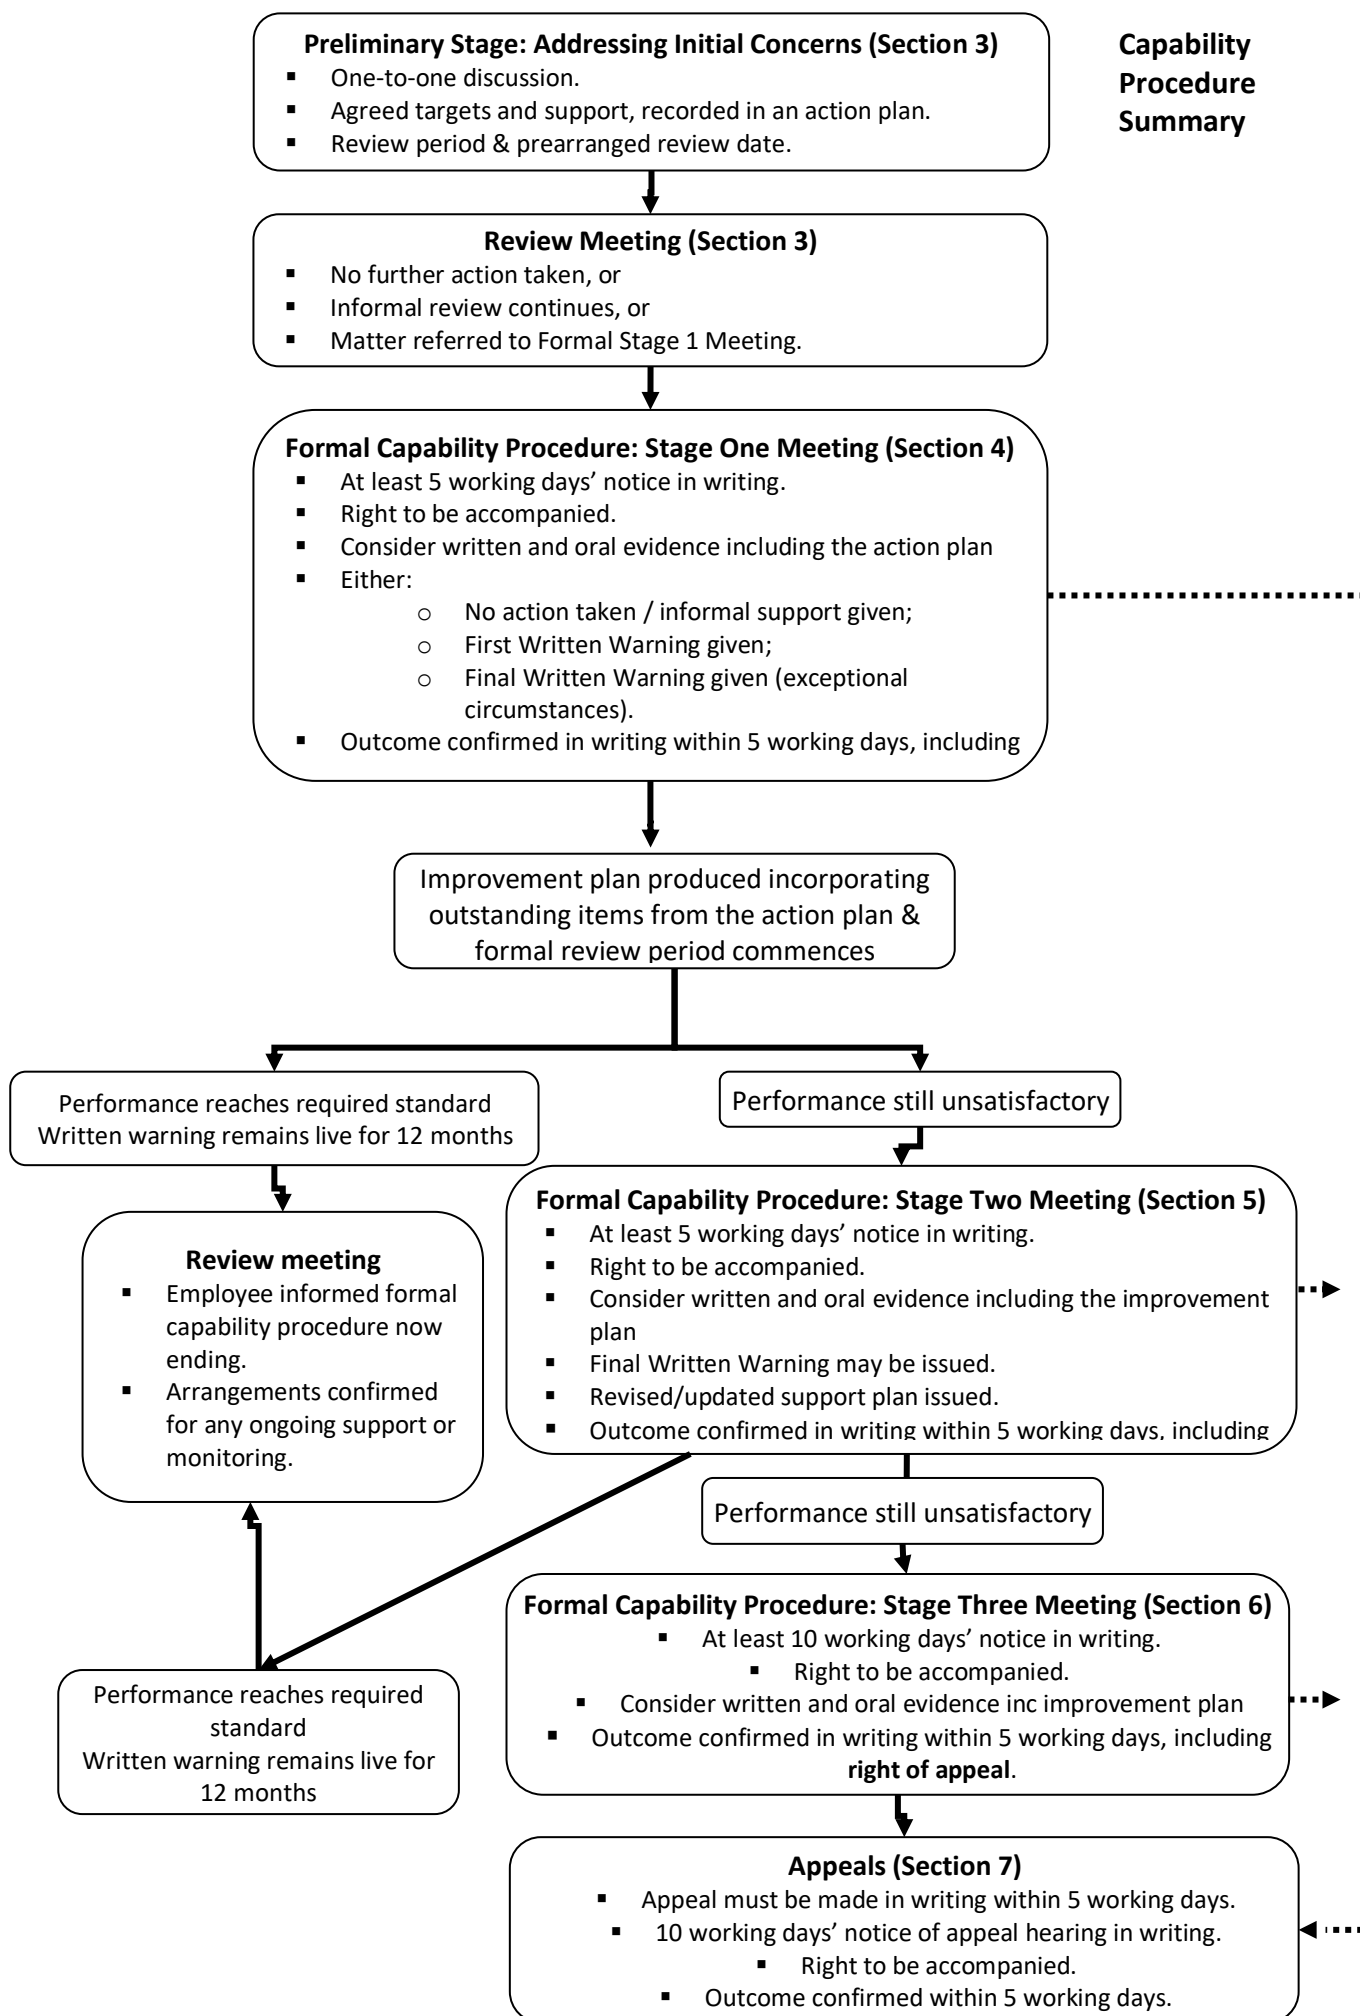 Preliminary Stage: Addressing Initial Concerns (Section 3)
▪ One-to-one discussion.
▪ Agreed targets and support, recorded in an action plan.
▪ Review period & prearranged review date.
Capability
Procedure
Summary
Review Meeting (Section 3)
▪ No further action taken, or
▪ Informal review continues, or
▪ Matter referred to Formal Stage 1 Meeting.
Formal Capability Procedure: Stage One Meeting (Section 4)
▪ At least 5 working days’ notice in writing.
▪ Right to be accompanied.
▪ Consider written and oral evidence including the action plan
▪ Either:
o No action taken / informal support given;
o First Written Warning given;
o Final Written Warning given (exceptional
circumstances).
▪ Outcome confirmed in writing within 5 working days, including
Improvement plan produced incorporating
outstanding items from the action plan &
formal review period commences
Performance reaches required standard
Written warning remains live for 12 months
Performance still unsatisfactory
Review meeting
▪ Employee informed formal
capability procedure now
ending.
▪ Arrangements confirmed
for any ongoing support or
monitoring.
Formal Capability Procedure: Stage Two Meeting (Section 5)
▪ At least 5 working days’ notice in writing.
▪ Right to be accompanied.
▪ Consider written and oral evidence including the improvement
plan
▪ Final Written Warning may be issued.
▪ Revised/updated support plan issued.
▪ Outcome confirmed in writing within 5 working days, including
Performance still unsatisfactory
Performance reaches required
standard
Written warning remains live for
12 months
Formal Capability Procedure: Stage Three Meeting (Section 6)
▪ At least 10 working days’ notice in writing.
▪ Right to be accompanied.
▪ Consider written and oral evidence inc improvement plan
▪ Outcome confirmed in writing within 5 working days, including
right of appeal.
Appeals (Section 7)
▪ Appeal must be made in writing within 5 working days.
▪ 10 working days’ notice of appeal hearing in writing.
▪ Right to be accompanied.
▪ Outcome confirmed within 5 working days.